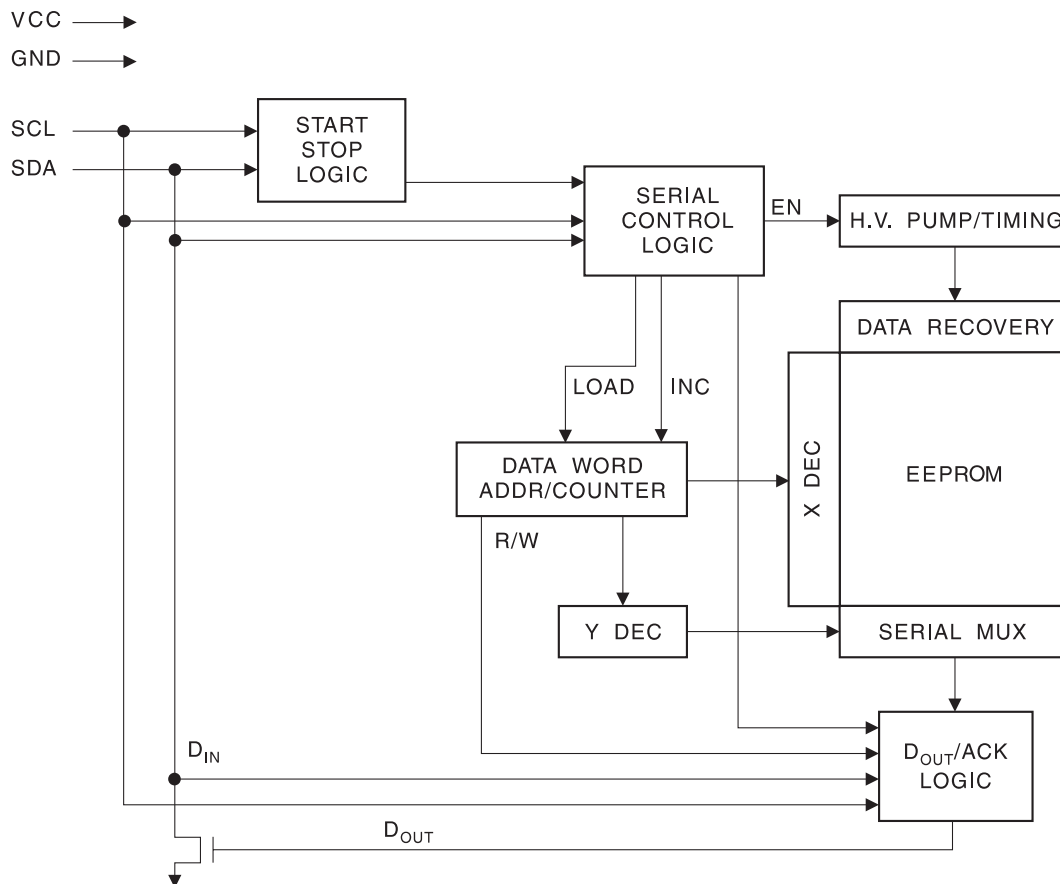 VCC
GND
SCL
SDA
START
STOP
LOGIC
SERIAL
CONTROL
LOGIC
EN
H.V. PUMP/TIMING
DATA RECOVERY
LOAD
INC
DATA WORD
ADDR/COUNTER
X DEC
EEPROM
R/W
Y DEC
SERIAL MUX
DIN
DOUT/ACK
LOGIC
DOUT